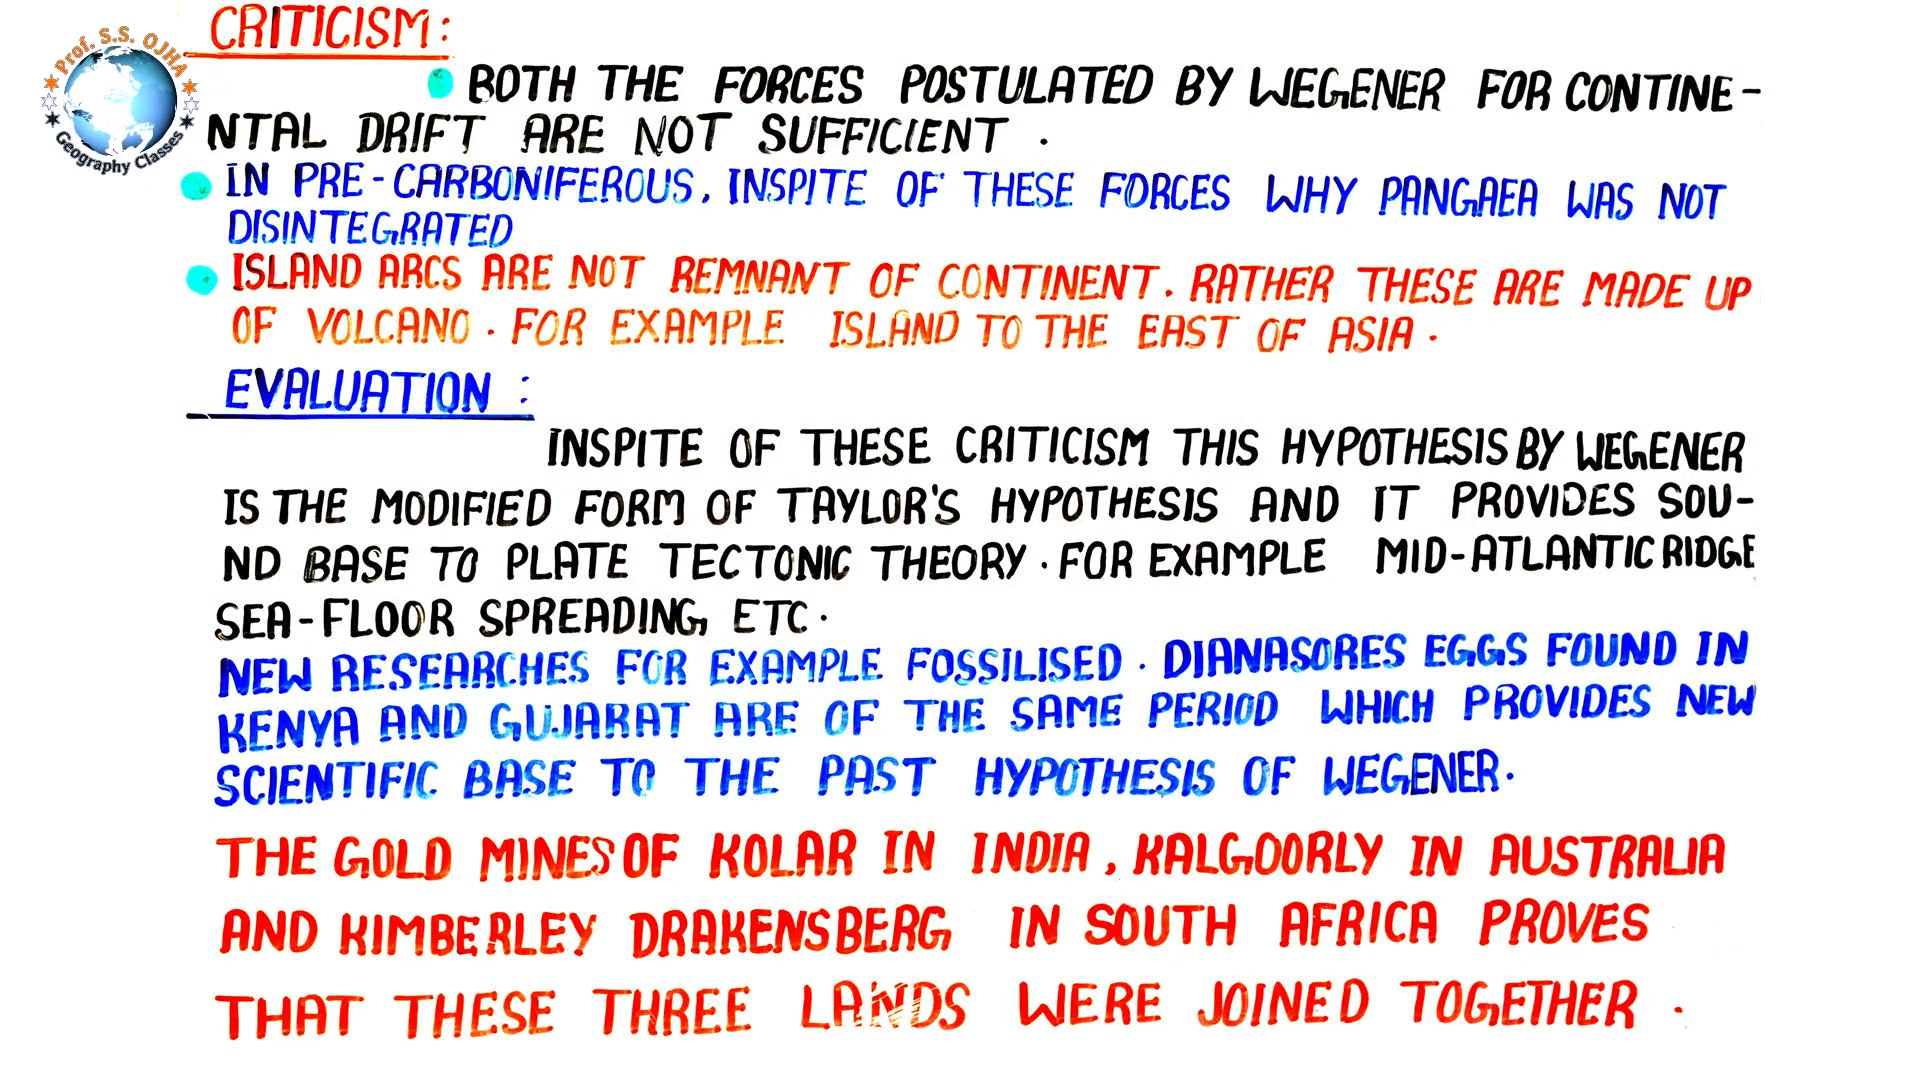 CRITICISM:
Prof. S.S. OJHA
Geography Classes
BOTH THE FORCES POSTULATED BY WEGENER FOR CONTINE-
NTAL DRIFT ARE NOT SUFFICIENT .
IN PRE-CARBONIFEROUS, INSPITE OF THESE FORCES WHY PANGAEA WAS NOT
DISINTEGRATED
ISLAND ARCS ARE NOT REMNANT OF CONTINENT. RATHER THESE ARE MADE UP
OF VOLCANO . FOR EXAMPLE ISLAND TO THE EAST OF ASIA .
EVALUATION :
INSPITE OF THESE CRITICISM THIS HYPOTHESIS BY WEGENER
IS THE MODIFIED FORM OF TAYLOR'S HYPOTHESIS AND IT PROVIDES SOU-
ND BASE TO PLATE TECTONIC THEORY . FOR EXAMPLE MID-ATLANTIC RIDGE
SEA-FLOOR SPREADING, ETC .
NEW RESEARCHES FOR EXAMPLE FOSSILISED . DIANASORES EGGS FOUND IN
KENYA AND GUJARAT ARE OF THE SAME PERIOD WHICH PROVIDES NEW
SCIENTIFIC BASE TO THE PAST HYPOTHESIS OF WEGENER.
THE GOLD MINES OF KOLAR IN INDIA , KALGOORLY IN AUSTRALIA
AND KIMBERLEY DRAKENSBERG IN SOUTH AFRICA PROVES
THAT THESE THREE LANDS WERE JOINED TOGETHER .